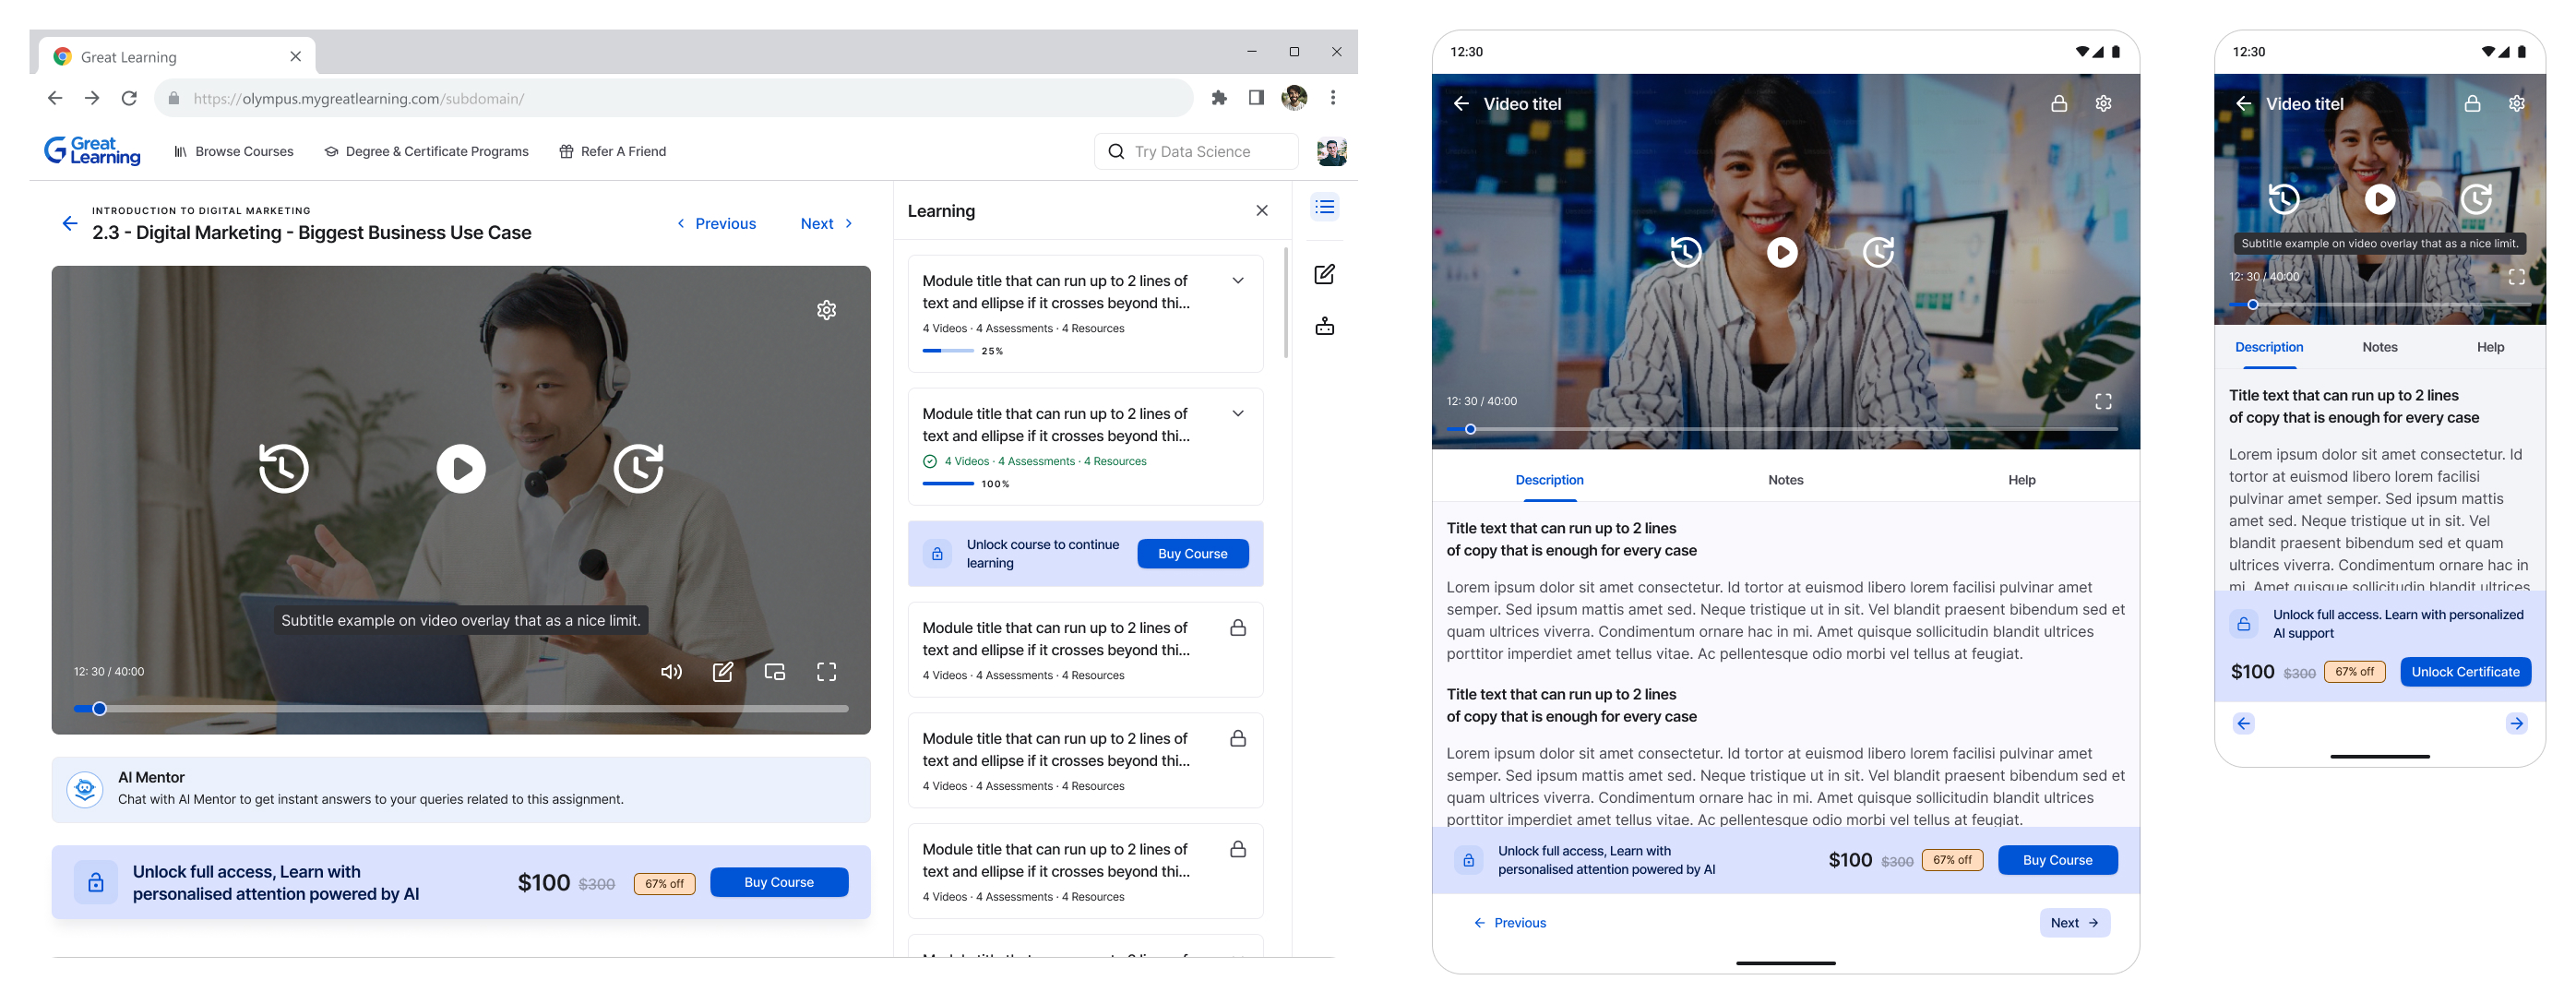 Great Learning
https://olympus.mygreatlearning.com/subdomain/
Great
Learning
Browse Courses
Degree & Certificate Programs
Refer A Friend
Try Data Science
INTRODUCTION TO DIGITAL MARKETING
2.3 - Digital Marketing - Biggest Business Use Case
Previous
Next
Subtitle example on video overlay that as a nice limit.
12: 30 / 40:00
AI Mentor
Chat with AI Mentor to get instant answers to your queries related to this assignment.
Unlock full access, Learn with
personalised attention powered by AI
$100 $300 67% off
Buy Course
Learning
Module title that can run up to 2 lines of
text and ellipse if it crosses beyond thi...
4 Videos · 4 Assessments · 4 Resources
25%
Module title that can run up to 2 lines of
text and ellipse if it crosses beyond thi...
4 Videos · 4 Assessments · 4 Resources
100%
Unlock course to continue
learning
Buy Course
Module title that can run up to 2 lines of
text and ellipse if it crosses beyond thi...
4 Videos · 4 Assessments · 4 Resources
Module title that can run up to 2 lines of
text and ellipse if it crosses beyond thi...
4 Videos · 4 Assessments · 4 Resources
Module title that can run up to 2 lines of
text and ellipse if it crosses beyond thi...
4 Videos · 4 Assessments · 4 Resources
Module title that can run up to 2 lines of
12:30
Video titel
12: 30 / 40:00
Description
Notes
Help
Title text that can run up to 2 lines
of copy that is enough for every case
Lorem ipsum dolor sit amet consectetur. Id tortor at euismod libero lorem facilisi pulvinar amet
semper. Sed ipsum mattis amet sed. Neque tristique ut in sit. Vel blandit praesent bibendum sed et
quam ultrices viverra. Condimentum ornare hac in mi. Amet quisque sollicitudin blandit ultrices
porttitor imperdiet amet tellus vitae. Ac pellentesque odio morbi vel tellus at feugiat.
Title text that can run up to 2 lines
of copy that is enough for every case
Lorem ipsum dolor sit amet consectetur. Id tortor at euismod libero lorem facilisi pulvinar amet
semper. Sed ipsum mattis amet sed. Neque tristique ut in sit. Vel blandit praesent bibendum sed et
quam ultrices viverra. Condimentum ornare hac in mi. Amet quisque sollicitudin blandit ultrices
porttitor imperdiet amet tellus vitae. Ac pellentesque odio morbi vel tellus at feugiat.
Unlock full access, Learn with
personalised attention powered by AI
$100 $300 67% off
Buy Course
Previous
Next
12:30
Video titel
Subtitle example on video overlay that as a nice limit.
12: 30 / 40:00
Description
Notes
Help
Title text that can run up to 2 lines
of copy that is enough for every case
Lorem ipsum dolor sit amet consectetur. Id
tortor at euismod libero lorem facilisi
pulvinar amet semper. Sed ipsum mattis
amet sed. Neque tristique ut in sit. Vel
blandit praesent bibendum sed et quam
ultrices viverra. Condimentum ornare hac in
mi. Amet quisque sollicitudin blandit ultrices
Unlock full access. Learn with personalized
AI support
$100 $300 67% off
Unlock Certificate